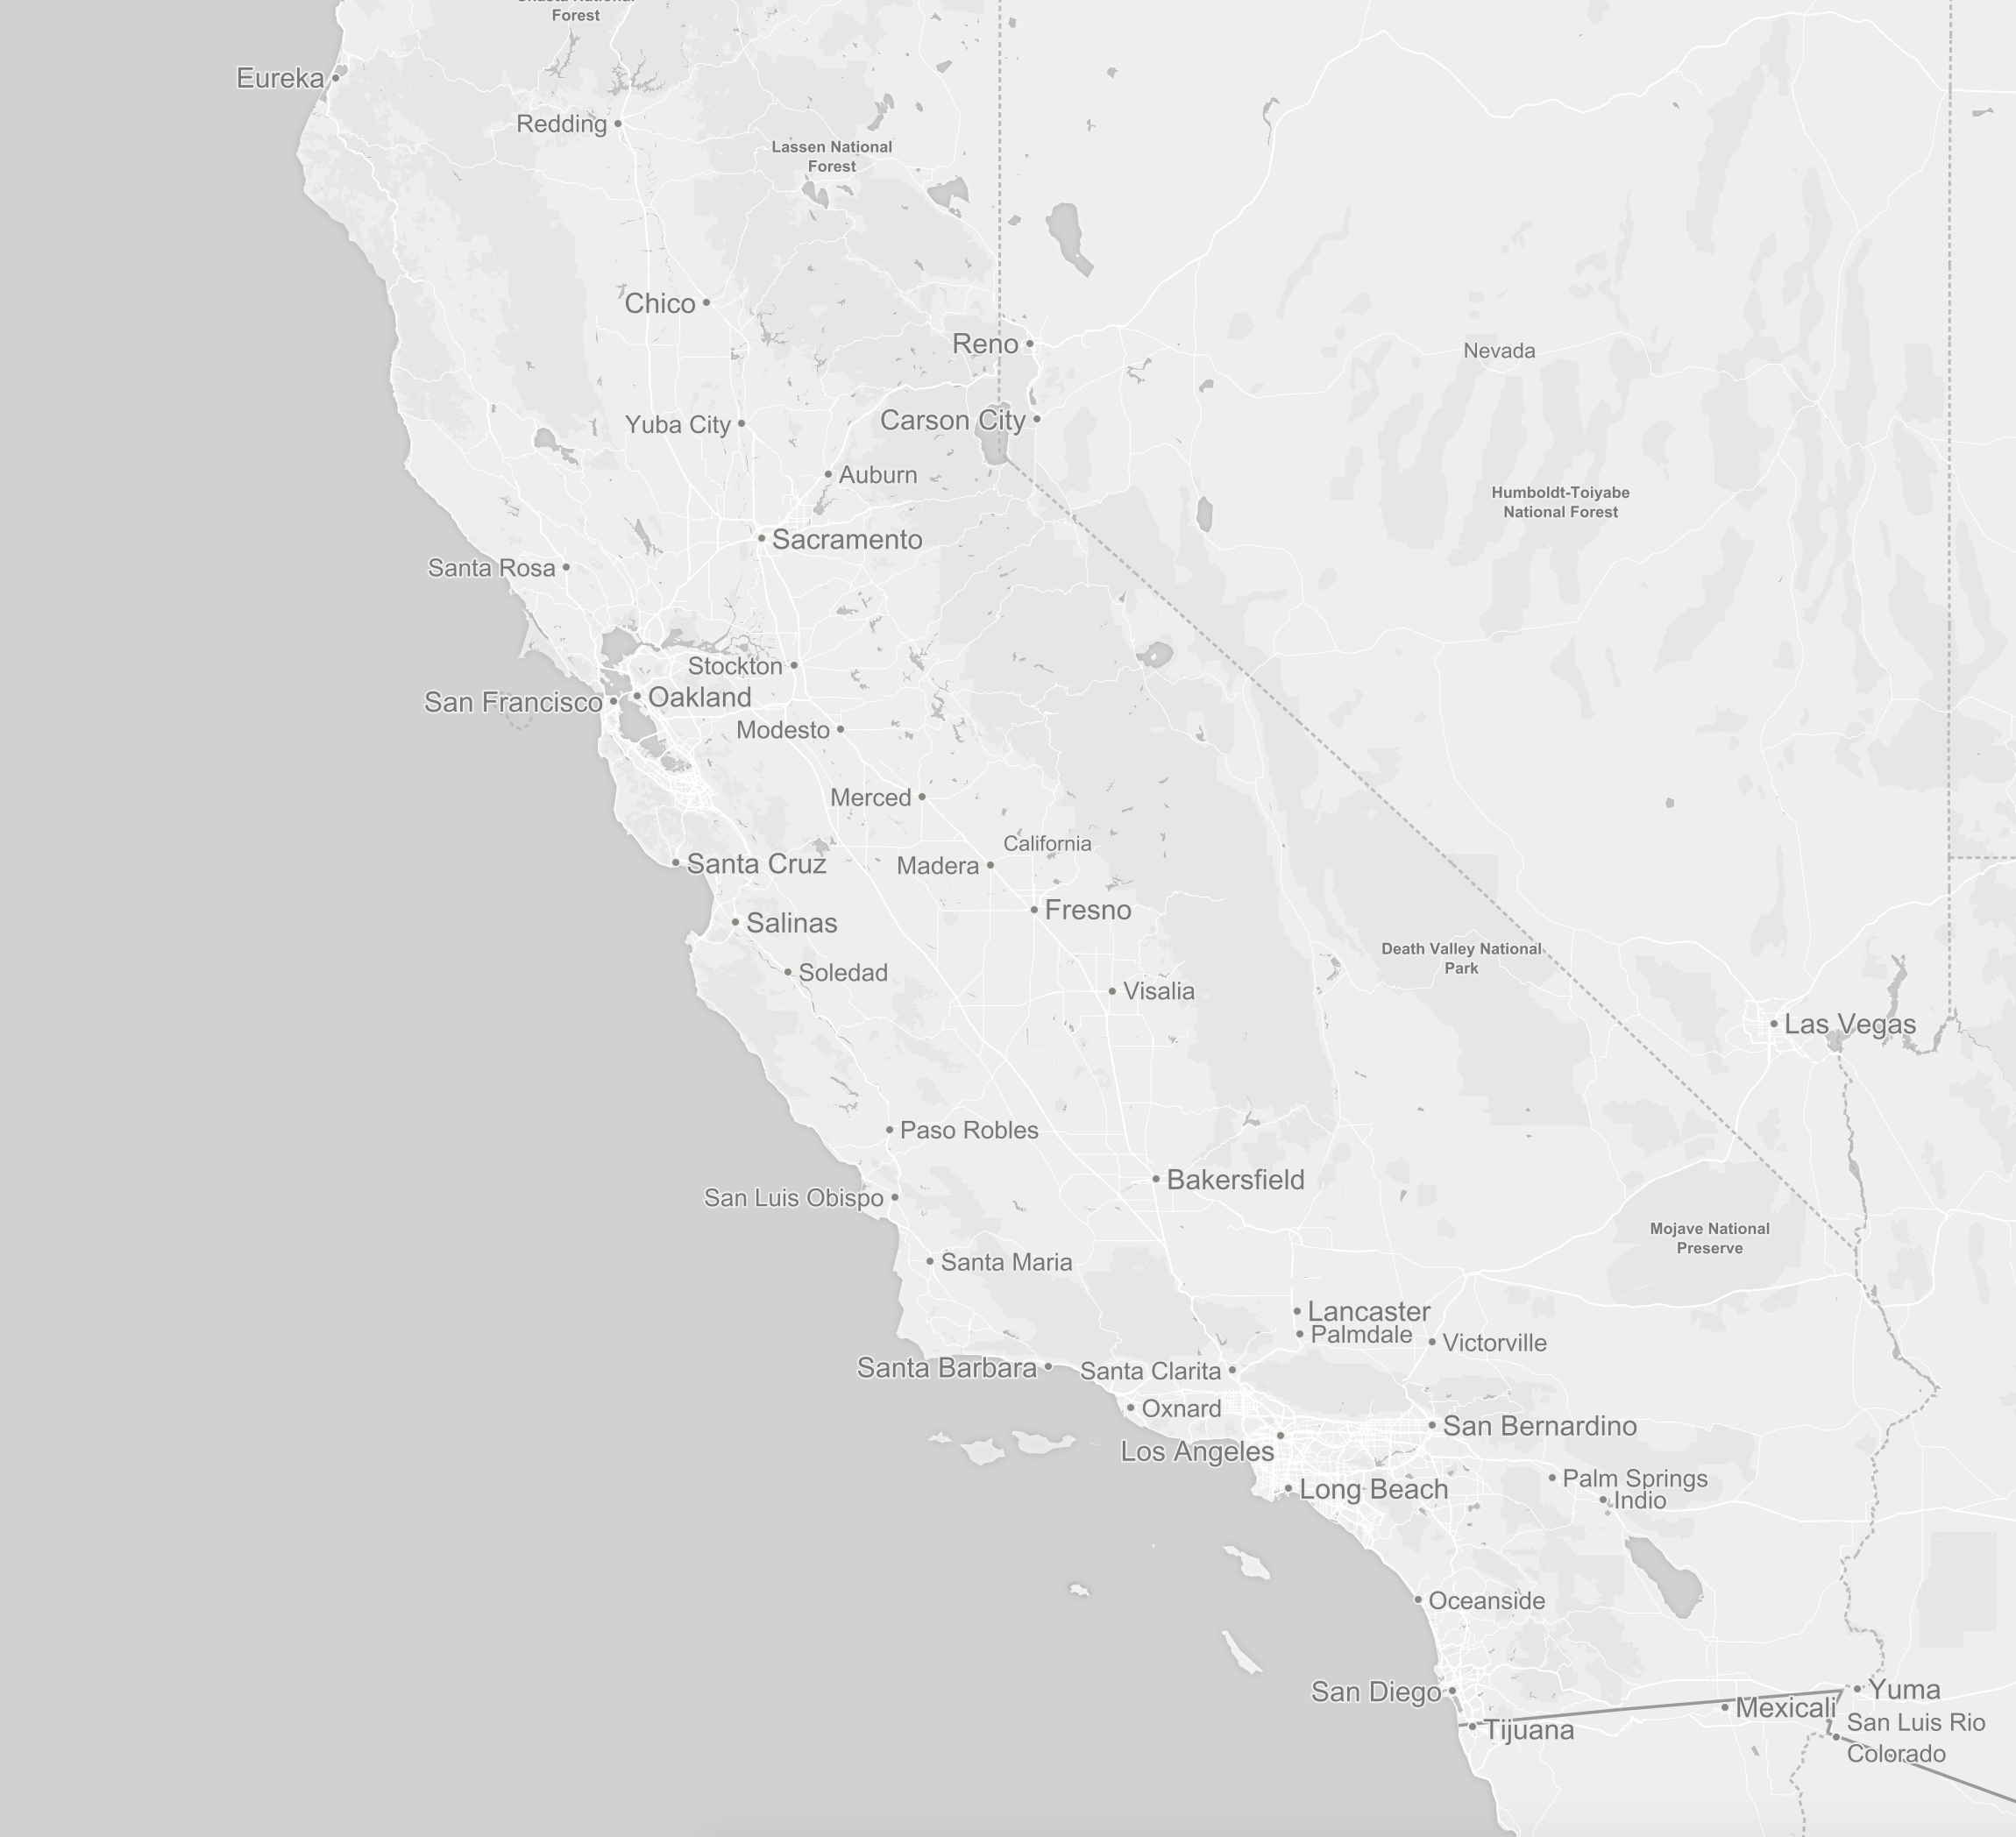 Forest
Eureka
Redding
Lassen National
Forest
Chico
Reno
Nevada
Yuba City
Carson City
Auburn
Humboldt-Toiyabe
National Forest
Sacramento
Santa Rosa
Stockton
San Francisco
Oakland
Modesto
Merced
California
Madera
Santa Cruz
Fresno
Salinas
Death Valley National
Park
Soledad
Visalia
Las Vegas
Paso Robles
Bakersfield
San Luis Obispo
Mojave National
Preserve
Santa Maria
Lancaster
Palmdale
Victorville
Santa Barbara
Santa Clarita
Oxnard
San Bernardino
Los Angeles
Palm Springs
Long Beach
Indio
Oceanside
San Diego
Yuma
Mexicali
San Luis Rio
Colorado
Tijuana